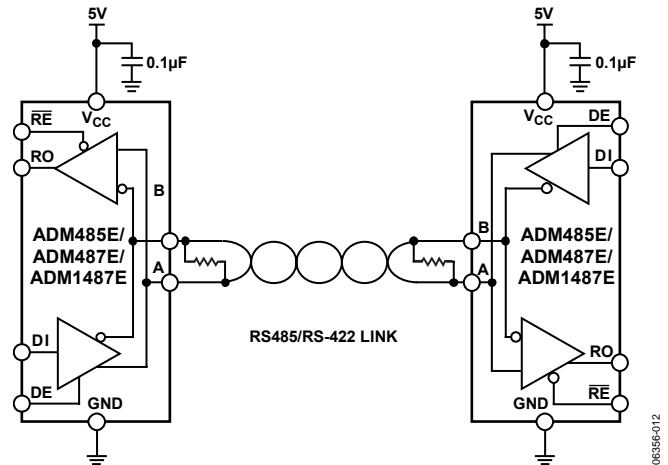 5V
0.1µF
VCC
RE
RO
B
ADM485E/
ADM487E/
ADM1487E
A
DI
DE
GND
RS485/RS-422 LINK
5V
0.1µF
VCC
DE
DI
B
ADM485E/
ADM487E/
ADM1487E
A
RO
RE
GND
06356-012